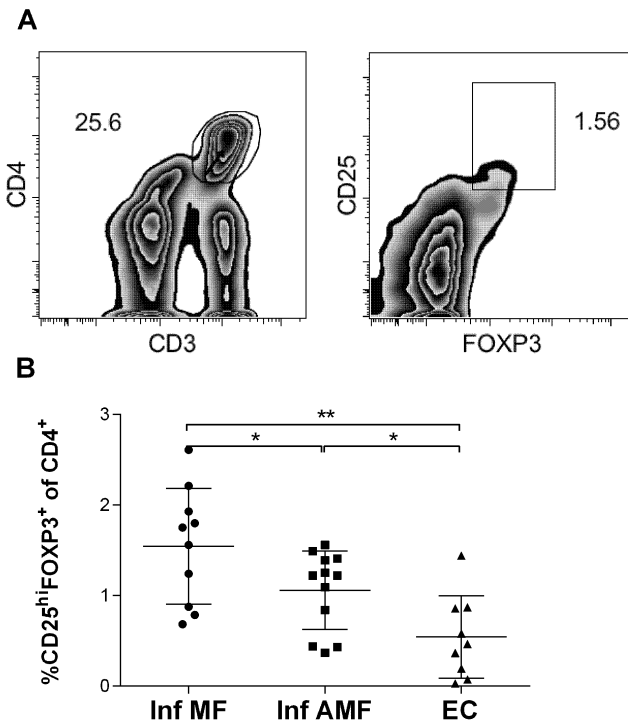 A
25.6
CD4
CD3
1.56
CD25
FOXP3
B
%CD25hiFOXP3+ of CD4+
3
2
1
0
**
*
*
Inf MF
Inf AMF
EC